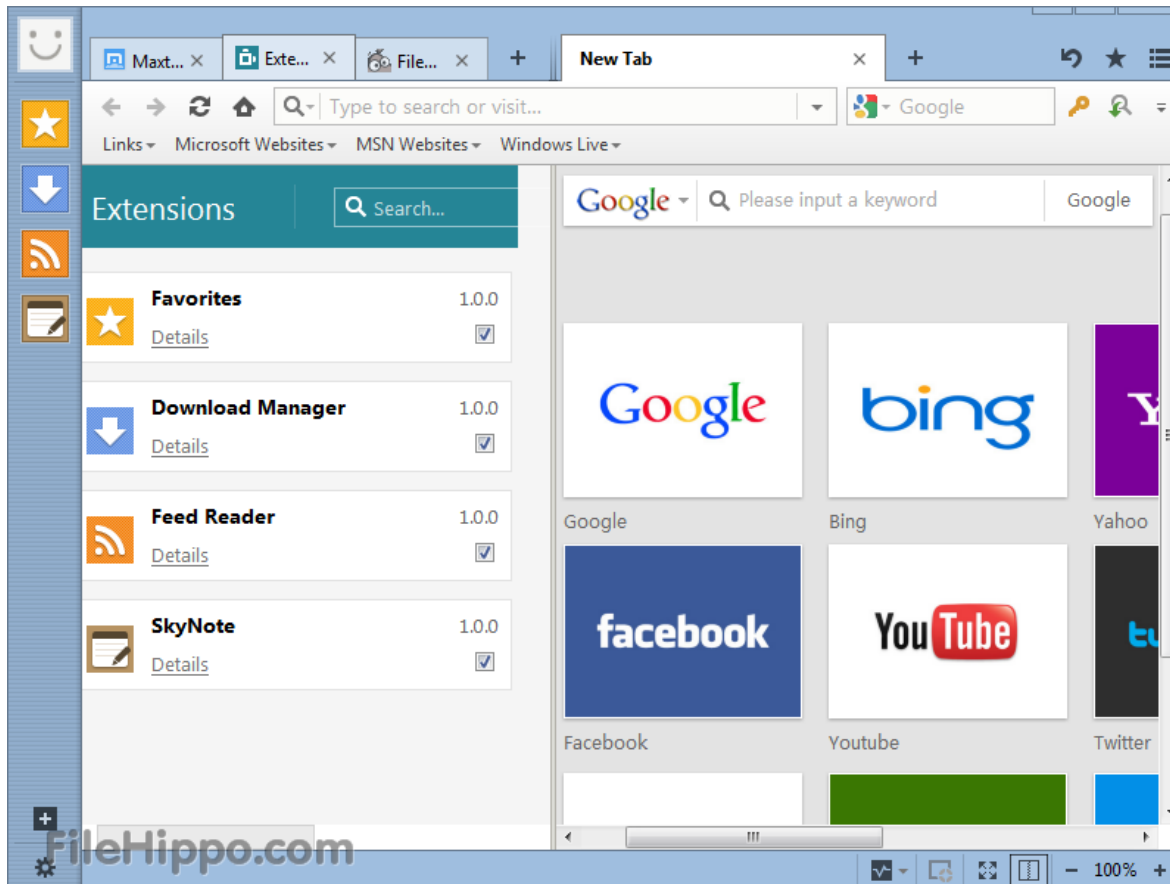 Maxt...
Exte...
File...
New Tab
Type to search or visit...
Google
Links
Microsoft Websites
MSN Websites
Windows Live
Extensions
Search...
Favorites
1.0.0
Details
Download Manager
1.0.0
Details
Feed Reader
1.0.0
Details
SkyNote
1.0.0
Details
Google
Please input a keyword
Google
Google
bing
Y
Google
Bing
Yahoo
facebook
YouTube
tu
Facebook
Youtube
Twitter
FileHippo.com
100%